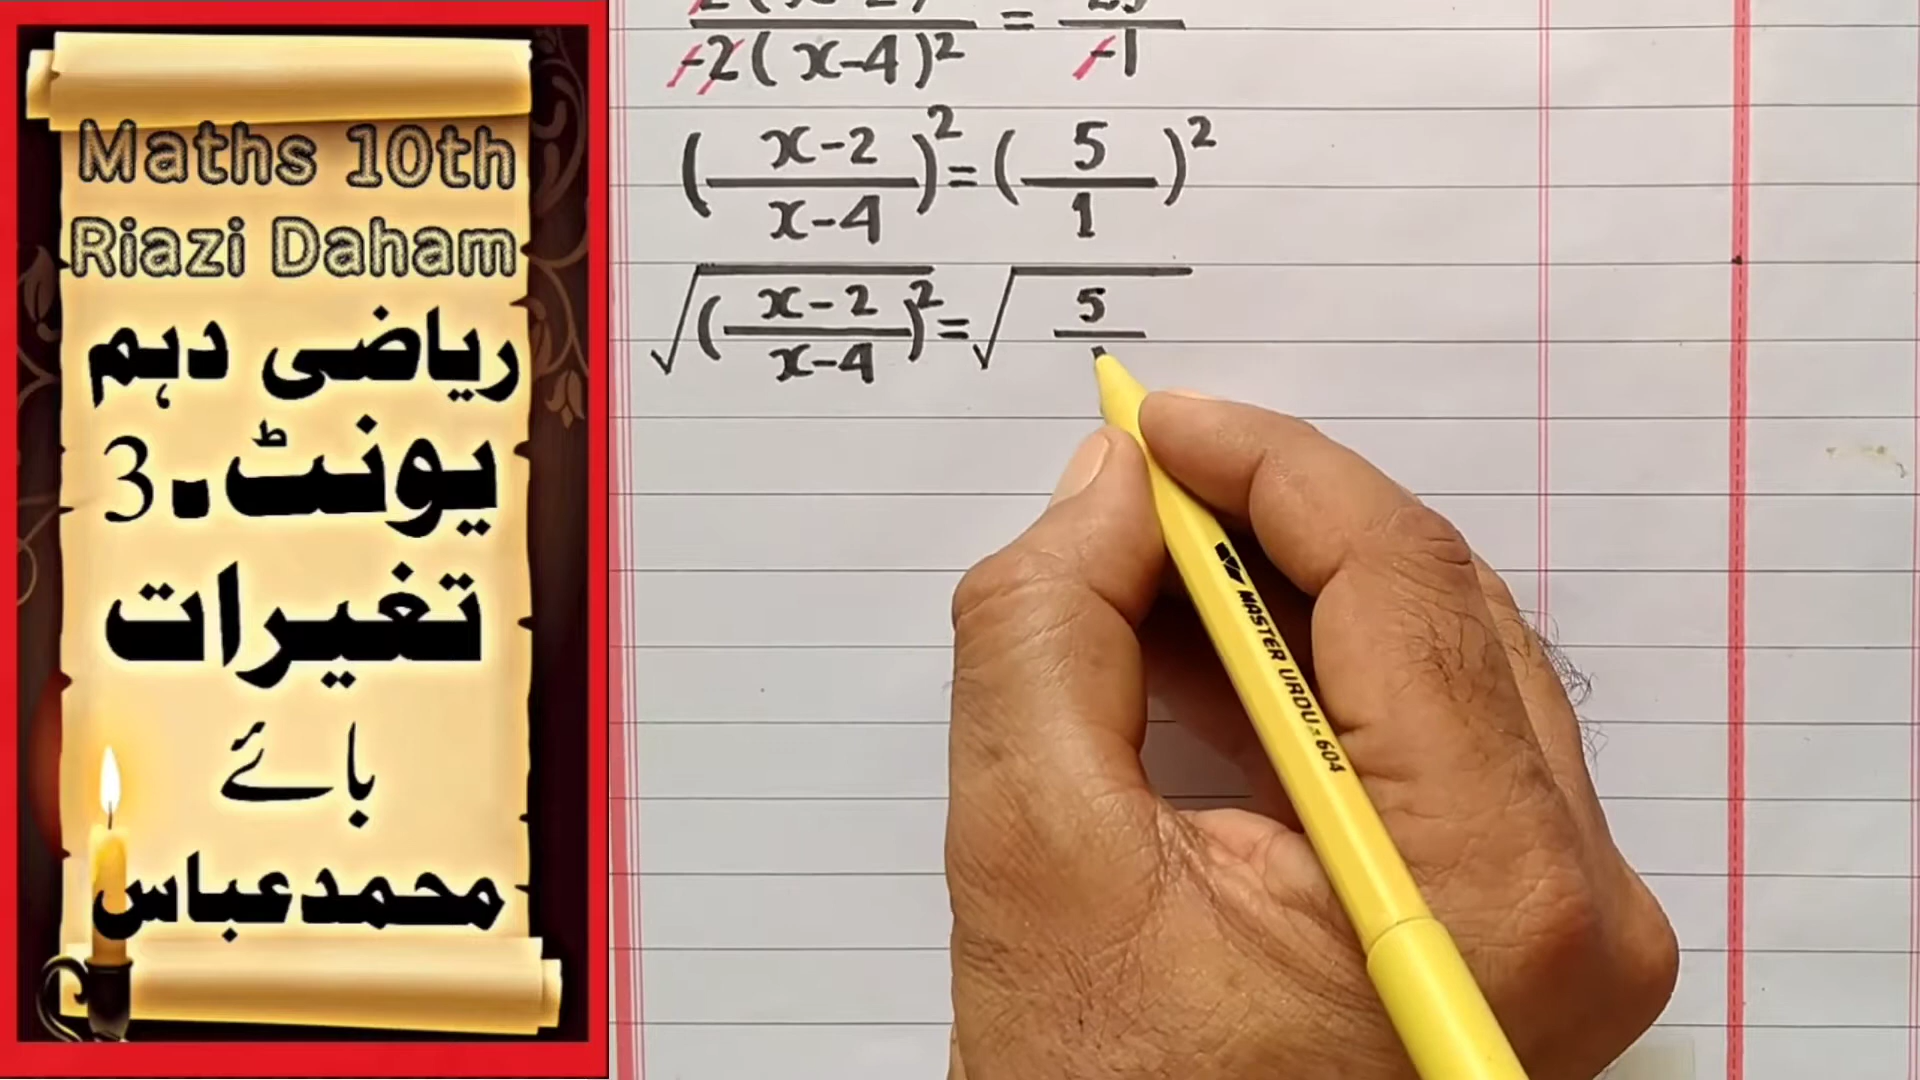 Maths 10th
Riazi Daham
ریاضی دہم
یونٹ.3
تغیرات
بائے
محمدعباس
-2(x-4)² = -1
(x-2/x-4)² = (5/1)²
√(x-2/x-4)² = √5
MASTER URDU-604